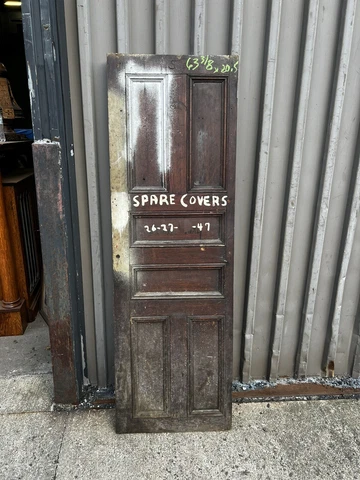 63 3/8 x 20.5
SPARE COVERS
26-27- -47